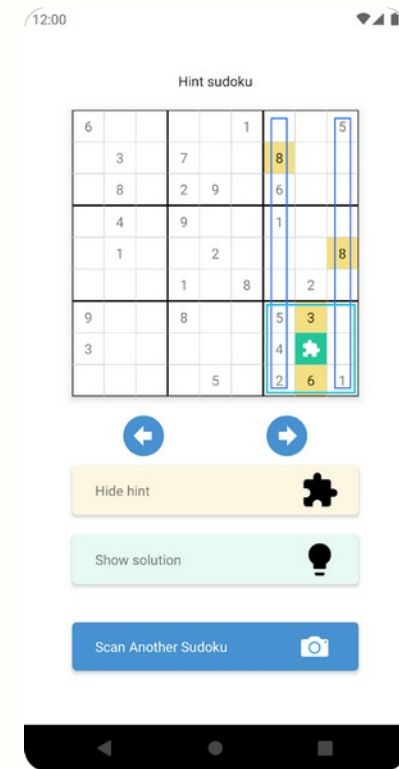 12:00
Hint sudoku
6 1 5
3 7 8
8 2 9 6
4 9 1
1 2 8
1 8 2
9 8 5 3
3 4
5 2 6 1
Hide hint
Show solution
Scan Another Sudoku